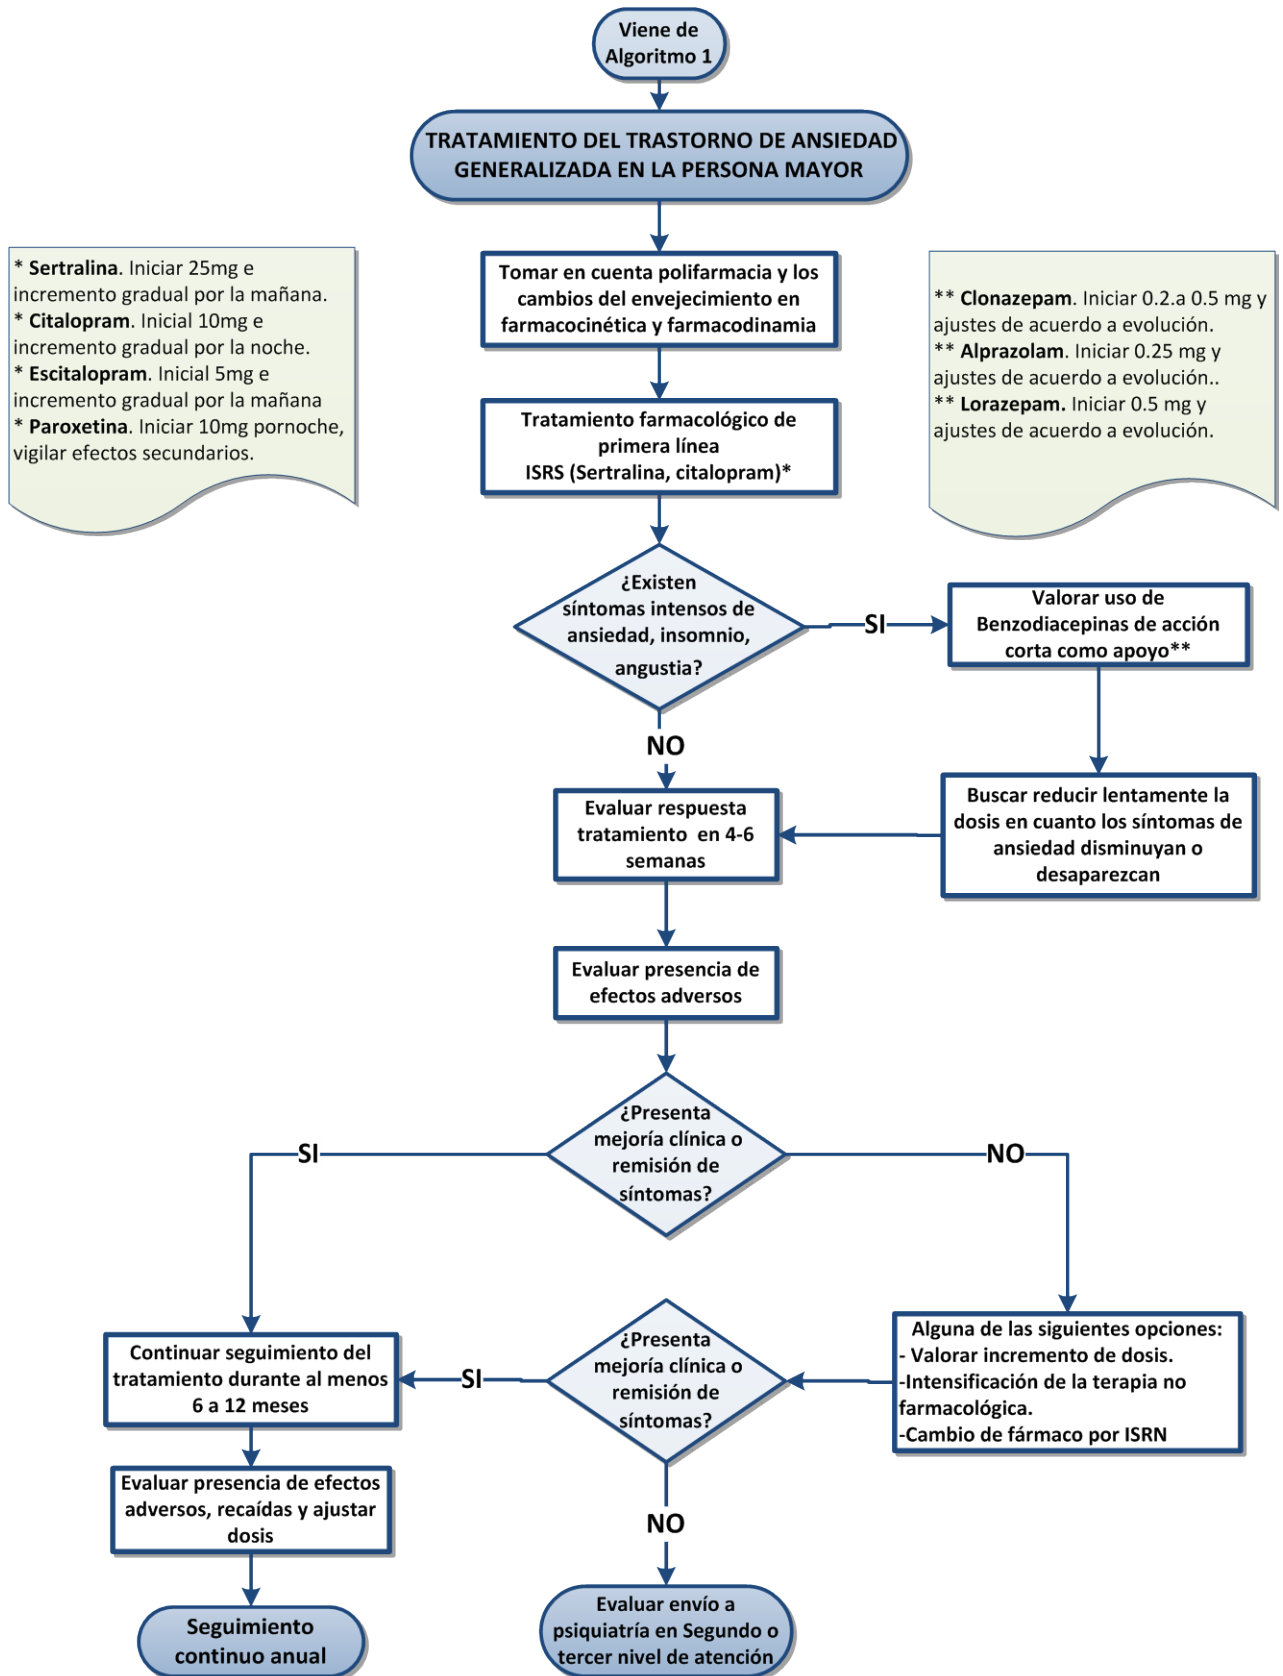 Viene de
Algoritmo 1
TRATAMIENTO DEL TRASTORNO DE ANSIEDAD
GENERALIZADA EN LA PERSONA MAYOR
* Sertralina. Iniciar 25mg e
incremento gradual por la mañana.
* Citalopram. Inicial 10mg e
incremento gradual por la noche.
* Escitalopram. Inicial 5mg e
incremento gradual por la mañana
* Paroxetina. Iniciar 10mg pornoche,
vigilar efectos secundarios.
Tomar en cuenta polifarmacia y los
cambios del envejecimiento en
farmacocinética y farmacodinamia
** Clonazepam. Iniciar 0.2.a 0.5 mg y
ajustes de acuerdo a evolución.
** Alprazolam. Iniciar 0.25 mg y
ajustes de acuerdo a evolución..
** Lorazepam. Iniciar 0.5 mg y
ajustes de acuerdo a evolución.
Tratamiento farmacológico de
primera línea
ISRS (Sertralina, citalopram)*
¿Existen
síntomas intensos de
ansiedad, insomnio,
angustia?
SI
Valorar uso de
Benzodiacepinas de acción
corta como apoyo**
NO
Evaluar respuesta
tratamiento en 4-6
semanas
Buscar reducir lentamente la
dosis en cuanto los síntomas de
ansiedad disminuyan o
desaparezcan
Evaluar presencia de
efectos adversos
¿Presenta
mejoría clínica o
remisión de
síntomas?
SI
NO
Continuar seguimiento del
tratamiento durante al menos
6 a 12 meses
SI
¿Presenta
mejoría clínica o
remisión de
síntomas?
Alguna de las siguientes opciones:
- Valorar incremento de dosis.
-Intensificación de la terapia no
farmacológica.
-Cambio de fármaco por ISRN
Evaluar presencia de efectos
adversos, recaídas y ajustar
dosis
NO
Seguimiento
continuo anual
Evaluar envío a
psiquiatría en Segundo o
tercer nivel de atención